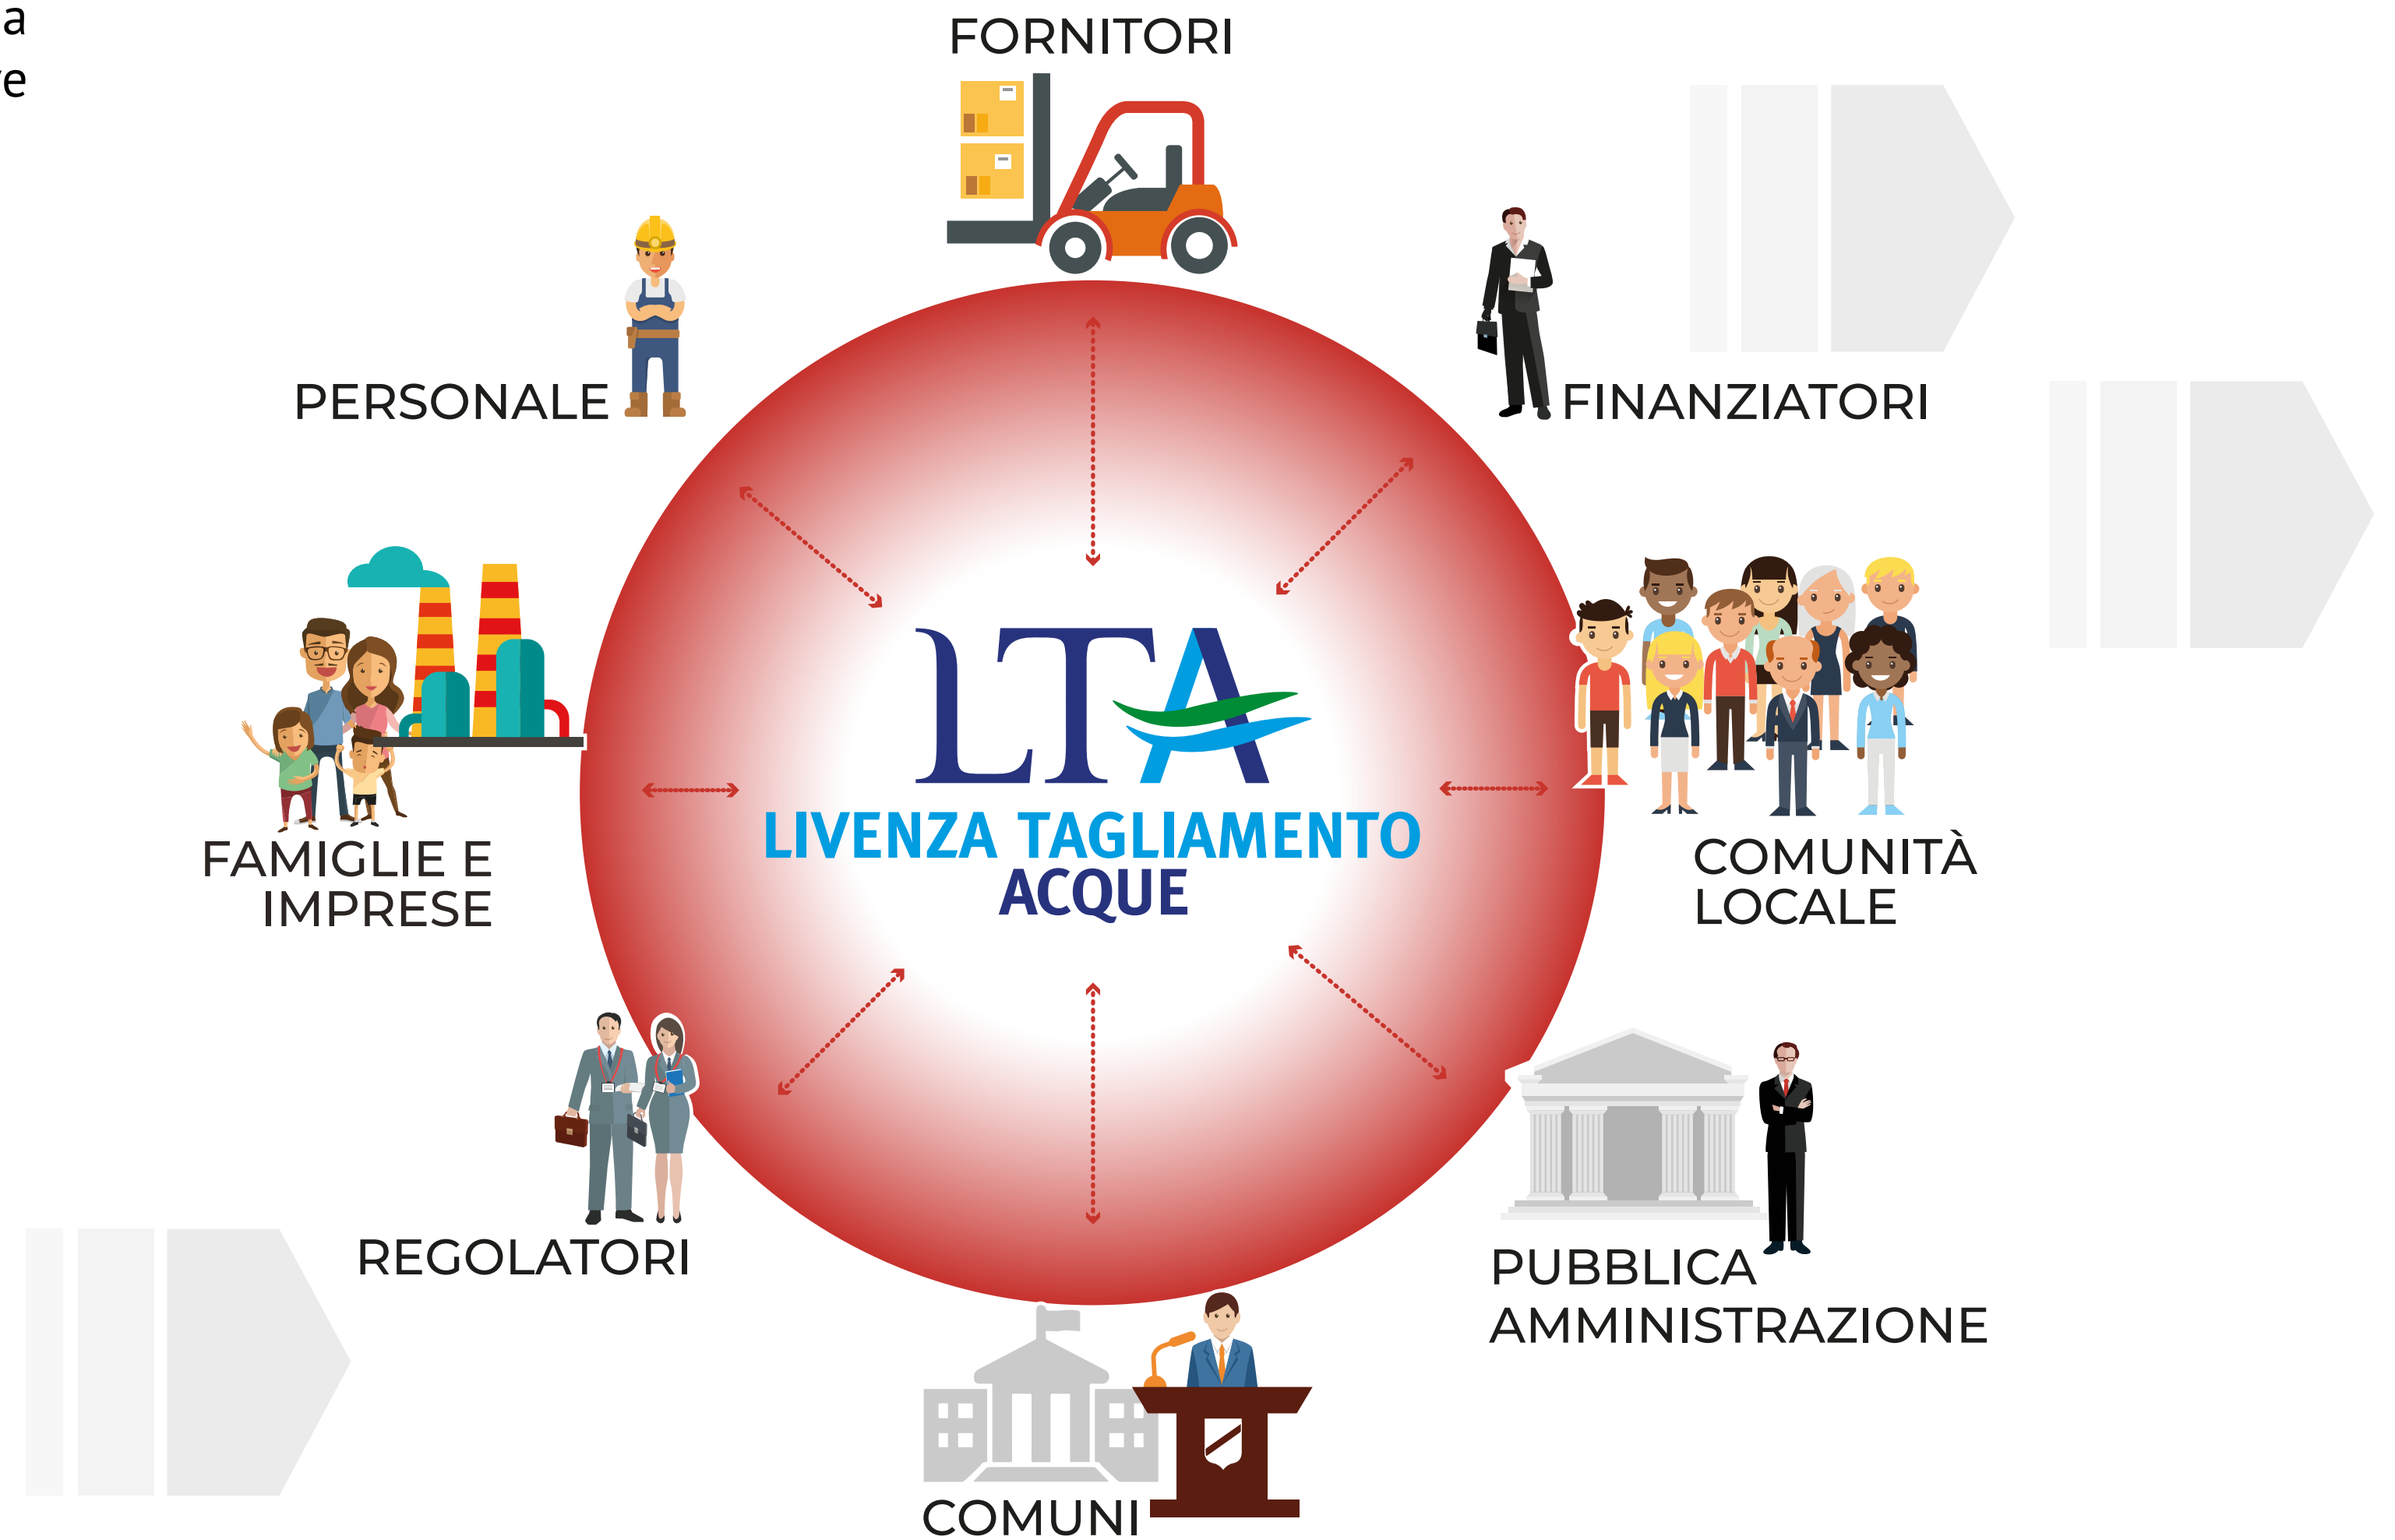 a
FORNITORI
PERSONALE
FINANZIATORI
LTA
LIVENZA TAGLIAMENTO
ACQUE
FAMIGLIE E
IMPRESE
COMUNITÀ
LOCALE
REGOLATORI
PUBBLICA
AMMINISTRAZIONE
COMUNI